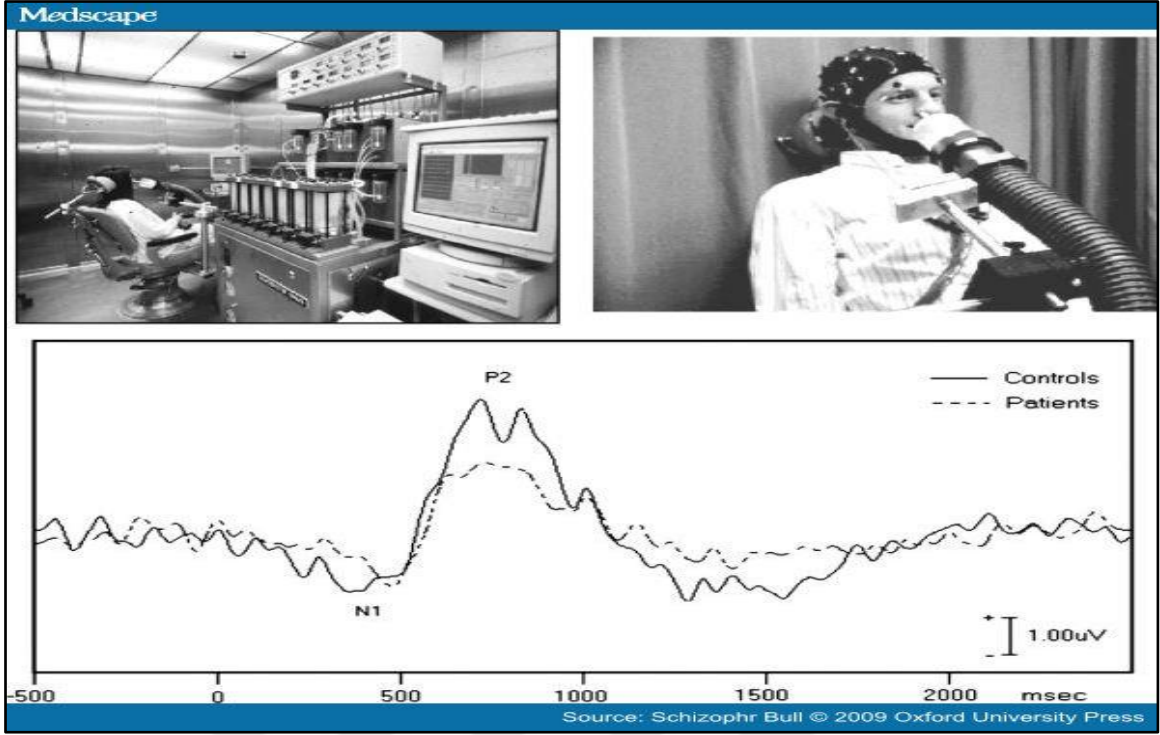 Medscape
P2
Controls
Patients
N1
+
1.00uV
-
-500 0 500 1000 1500 2000 msec
Source: Schizophr Bull © 2009 Oxford University Press